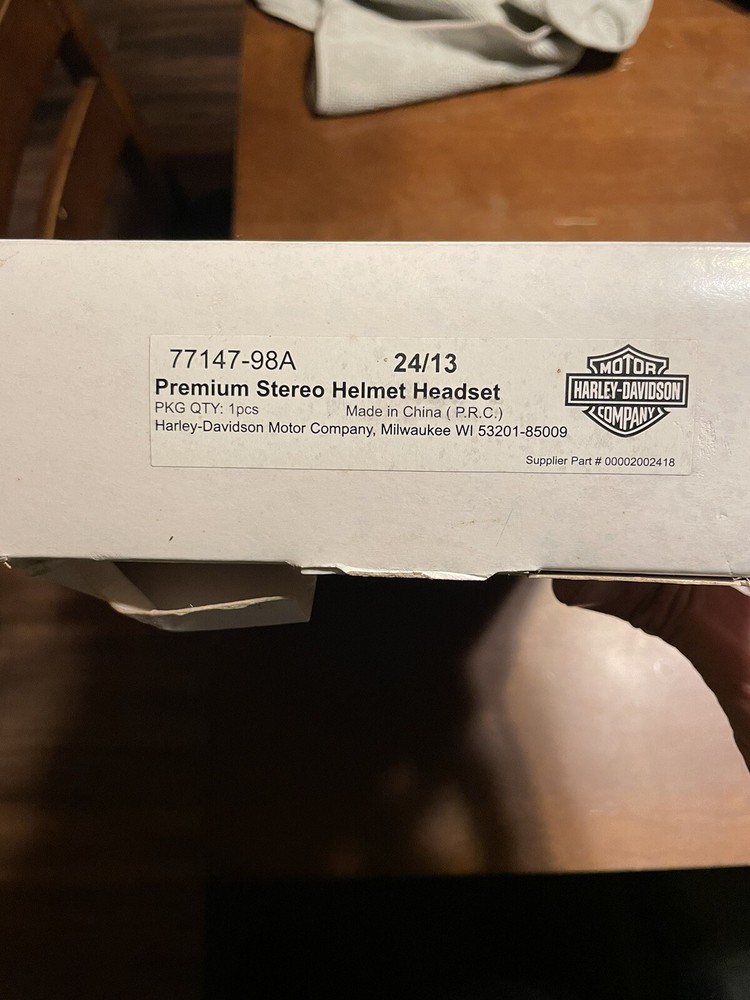 77147-98A 24/13
Premium Stereo Helmet Headset
PKG QTY: 1pcs Made in China ( P.R.C.)
Harley-Davidson Motor Company, Milwaukee WI 53201-85009
Supplier Part # 00002002418
MOTOR
HARLEY-DAVIDSON
COMPANY